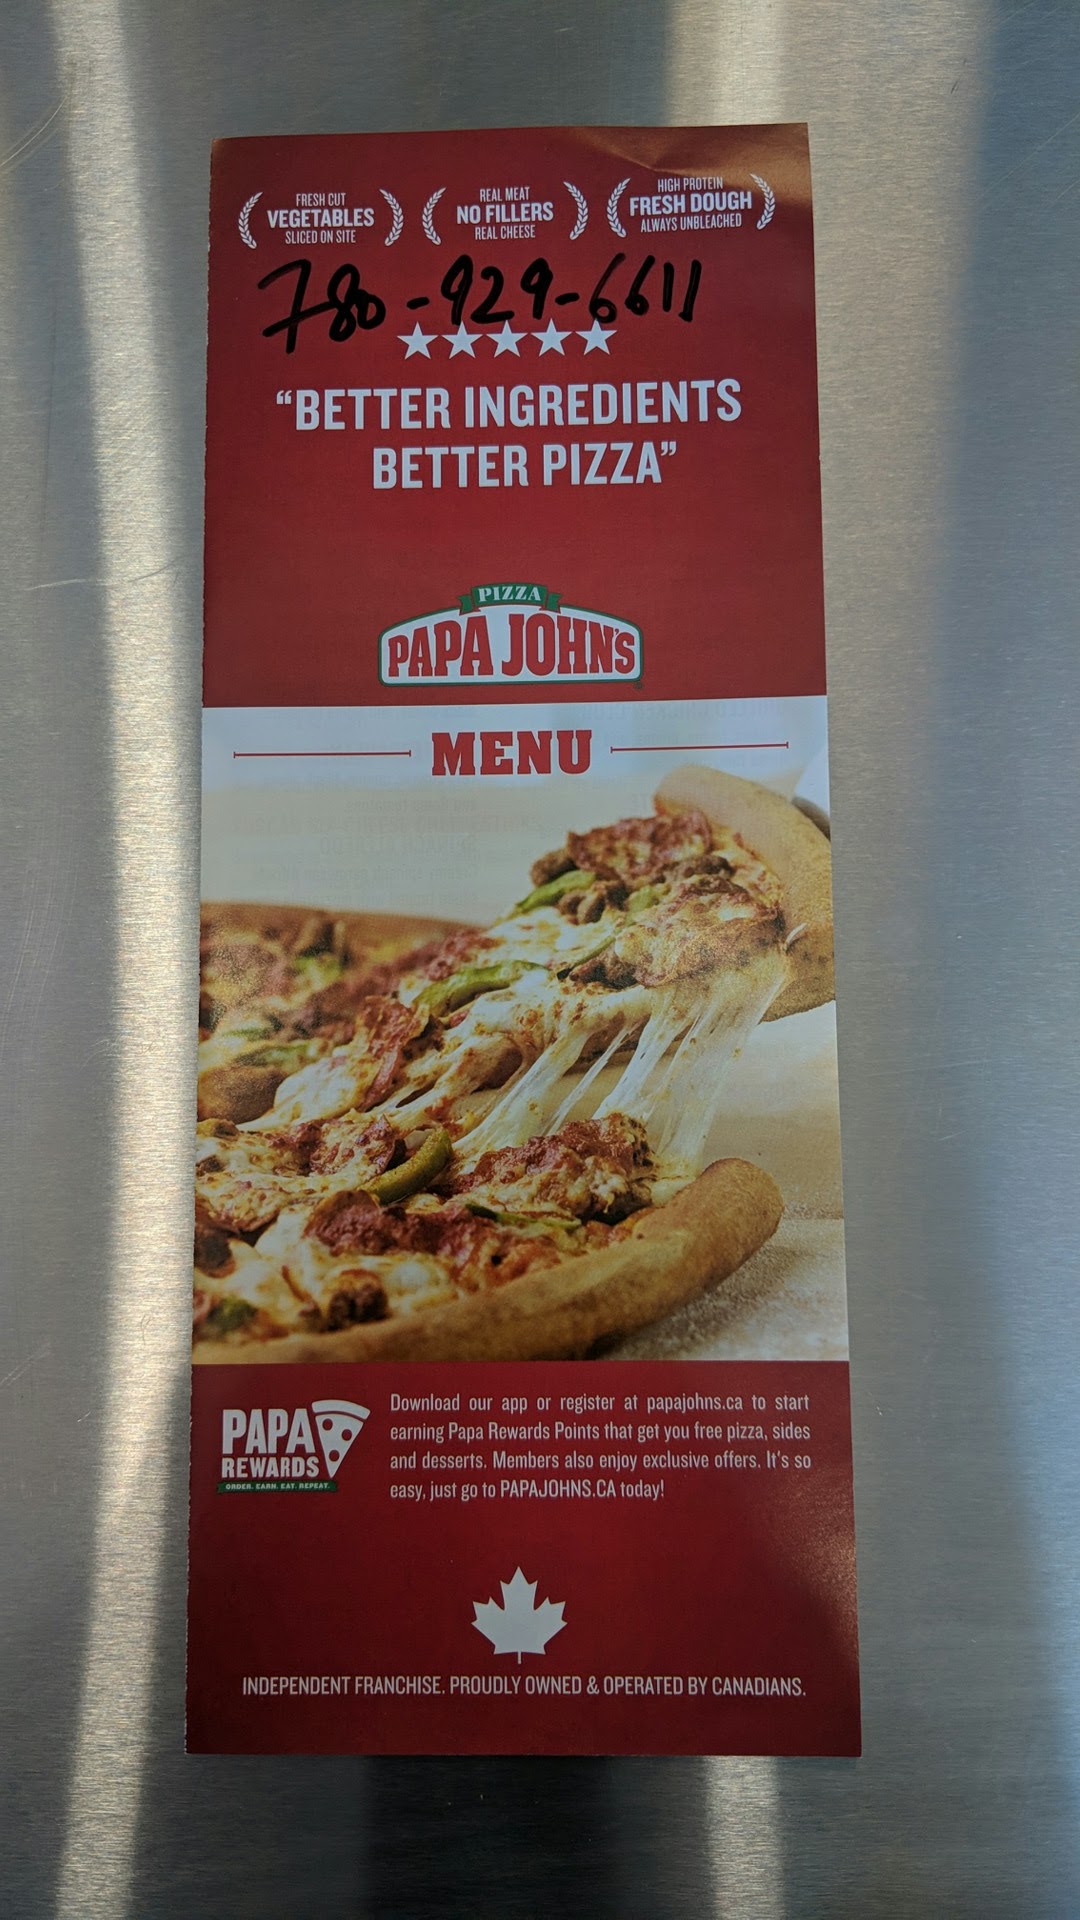 FRESH CUT
VEGETABLES
SLICED ON SITE
REAL MEAT
NO FILLERS
REAL CHEESE
HIGH PROTEIN
FRESH DOUGH
ALWAYS UNBLEACHED
780-929-6611
“BETTER INGREDIENTS
BETTER PIZZA”
PIZZA
PAPA JOHN'S
MENU
PAPA
REWARDS
ORDER. EARN. EAT. REPEAT.
Download our app or register at papajohns.ca to start
earning Papa Rewards Points that get you free pizza, sides
and desserts. Members also enjoy exclusive offers. It's so
easy, just go to PAPAJOHNS.CA today!
INDEPENDENT FRANCHISE. PROUDLY OWNED & OPERATED BY CANADIANS.